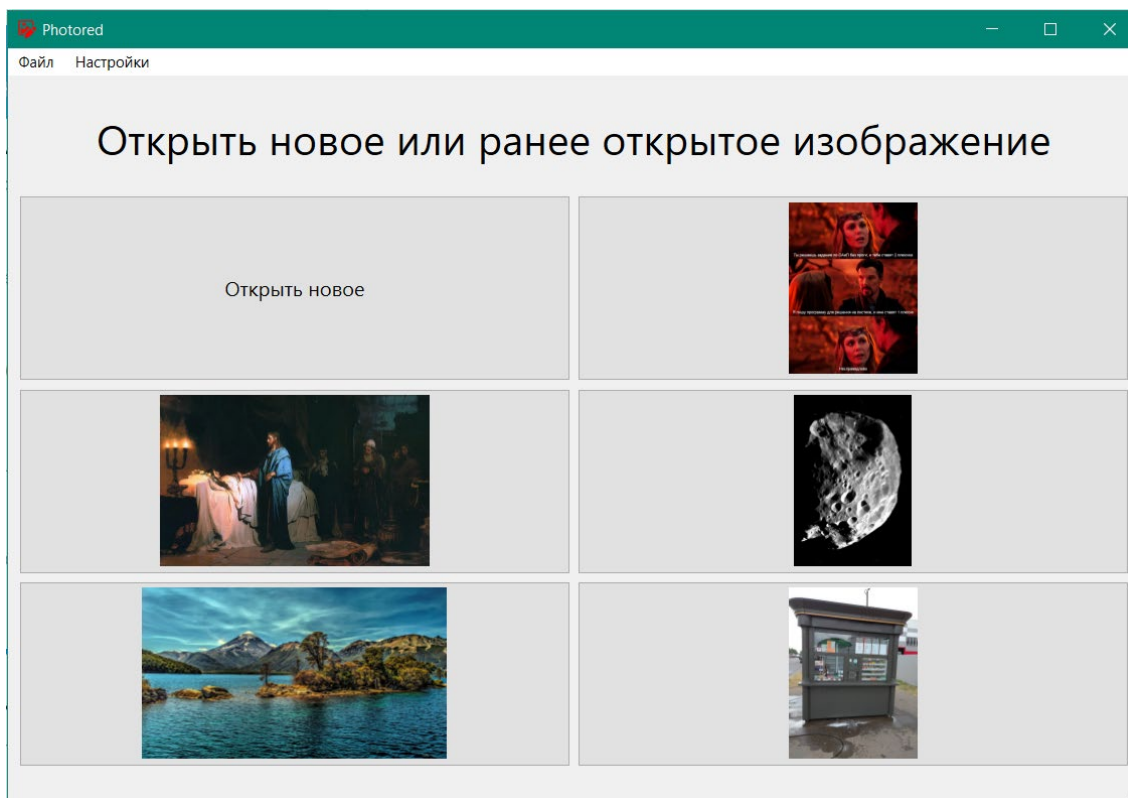 Photored
Файл Настройки
Открыть новое или ранее открытое изображение
Открыть новое